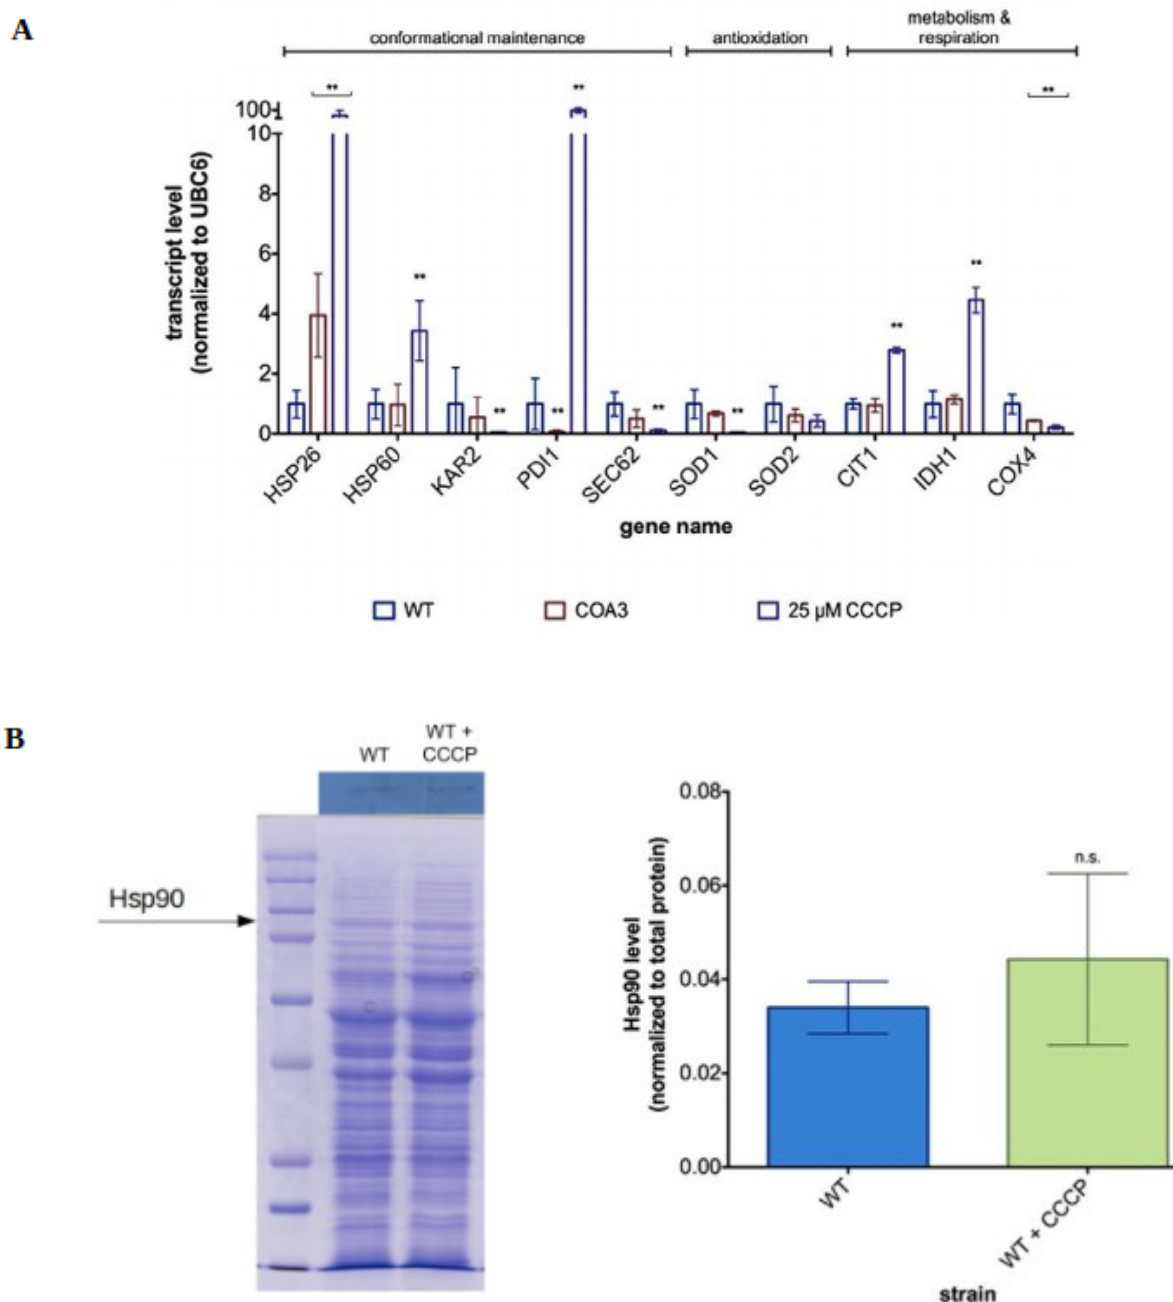 A
conformational maintenance
antioxidation
metabolism &
respiration
**
**
**
**
**
**
**
**
**
**
100
10
8
6
4
2
0
transcript level
(normalized to UBC6)
HSP26
HSP60
KAR2
PDI1
SEC62
SOD1
SOD2
CIT1
IDH1
COX4
gene name
WT
COA3
25 µM CCCP
B
WT
WT +
CCCP
Hsp90
0.08
0.06
0.04
0.02
0.00
Hsp90 level
(normalized to total protein)
n.s.
WT
WT + CCCP
strain